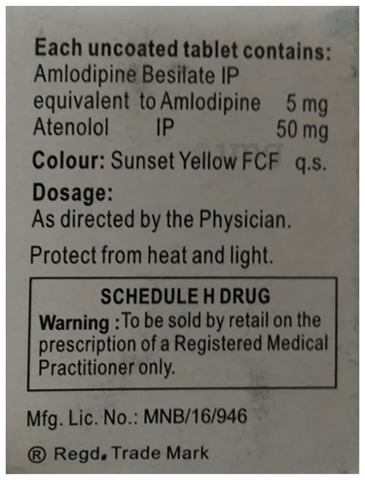 Each uncoated tablet contains:
Amlodipine Besilate IP
equivalent to Amlodipine 5 mg
Atenolol IP 50 mg
Colour: Sunset Yellow FCF q.s.
Dosage:
As directed by the Physician.
Protect from heat and light.
SCHEDULE H DRUG
Warning :To be sold by retail on the
prescription of a Registered Medical
Practitioner only.
Mfg. Lic. No.: MNB/16/946
® Regd. Trade Mark